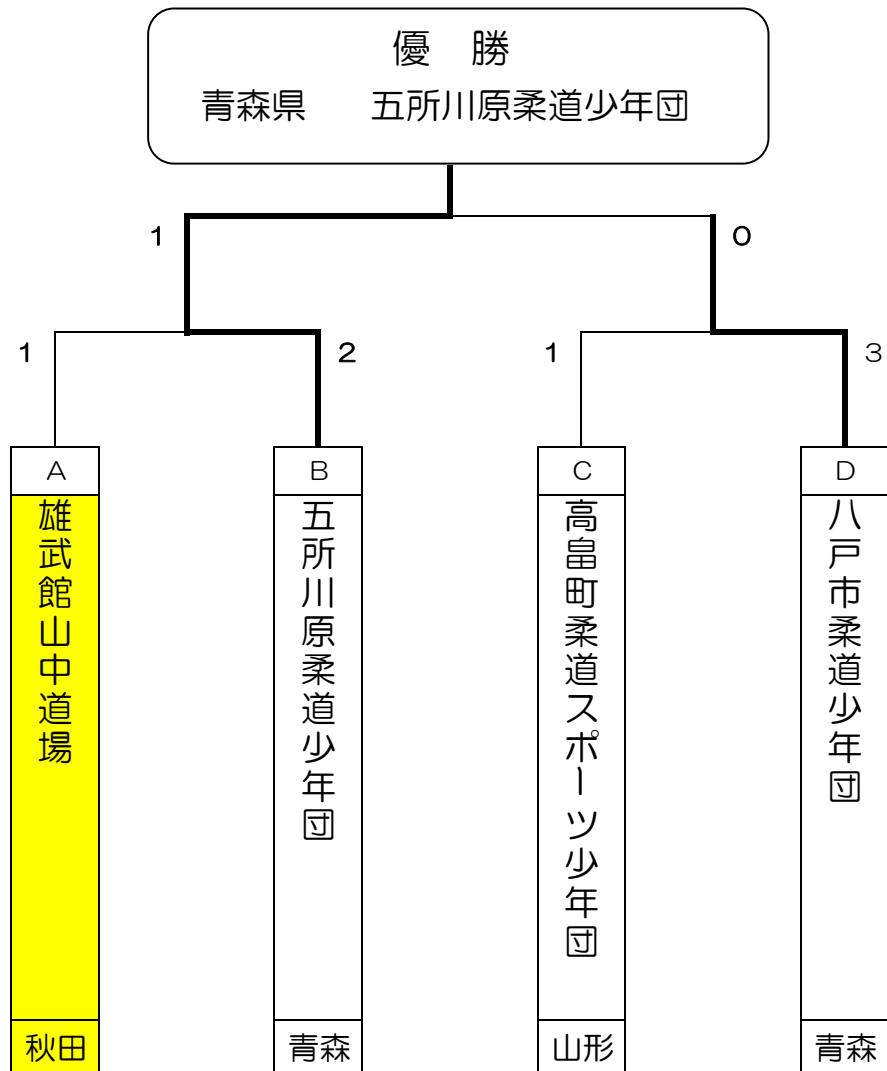 優　勝
青森県　　五所川原柔道少年団
1
0
1
2
1
3
A
B
C
D
雄武館山中道場
五所川原柔道少年団
高畠町柔道スポーツ少年団
八戸市柔道少年団
秋田
青森
山形
青森